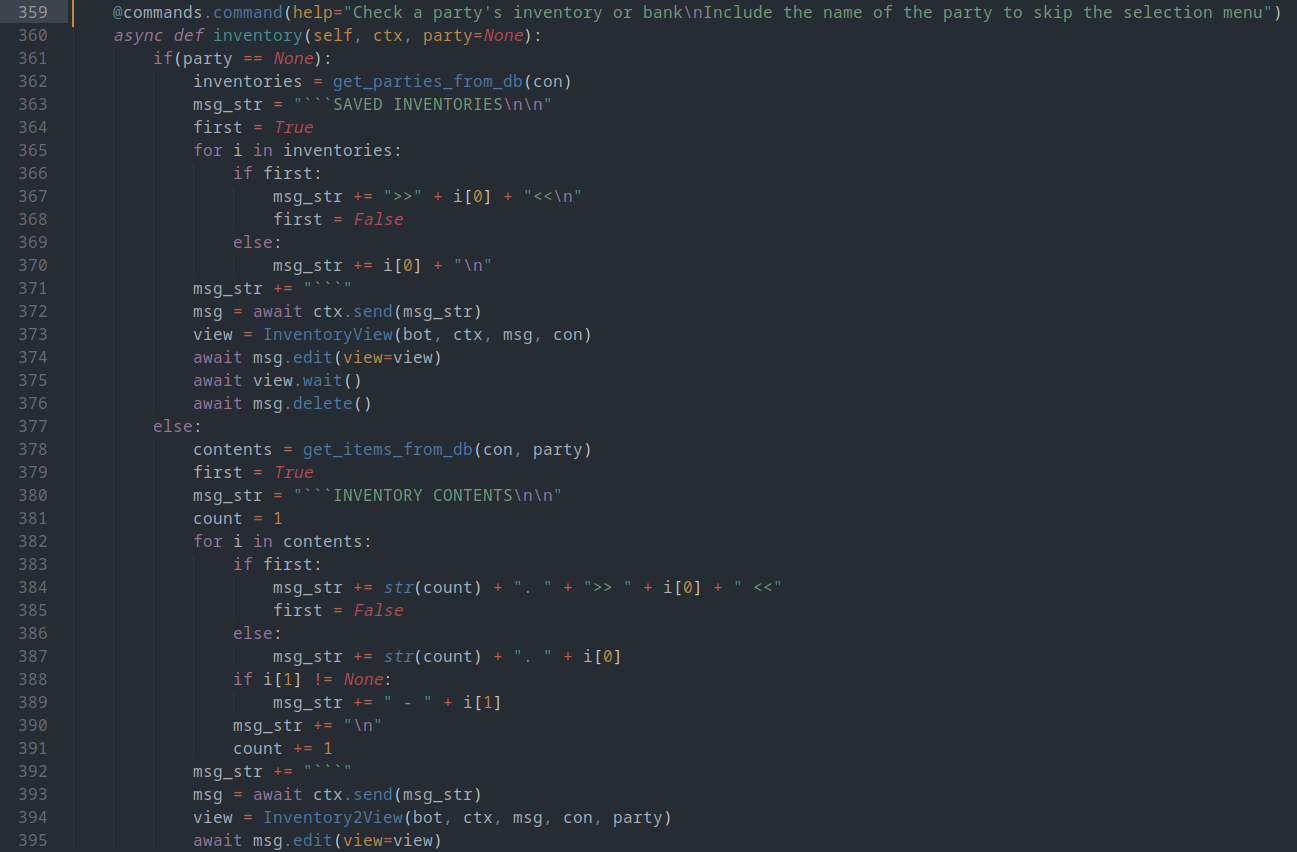 359 @commands.command(help="Check a party's inventory or bank\nInclude the name of the party to skip the selection menu")
360 async def inventory(self, ctx, party=None):
361 if(party == None):
362 inventories = get_parties_from_db(con)
363 msg_str = "```SAVED INVENTORIES\n\n"
364 first = True
365 for i in inventories:
366 if first:
367 msg_str += ">>" + i[0] + "<<\n"
368 first = False
369 else:
370 msg_str += i[0] + "\n"
371 msg_str += "```"
372 msg = await ctx.send(msg_str)
373 view = InventoryView(bot, ctx, msg, con)
374 await msg.edit(view=view)
375 await view.wait()
376 await msg.delete()
377 else:
378 contents = get_items_from_db(con, party)
379 first = True
380 msg_str = "```INVENTORY CONTENTS\n\n"
381 count = 1
382 for i in contents:
383 if first:
384 msg_str += str(count) + ". " + ">> " + i[0] + " <<"
385 first = False
386 else:
387 msg_str += str(count) + ". " + i[0]
388 if i[1] != None:
389 msg_str += " - " + i[1]
390 msg_str += "\n"
391 count += 1
392 msg_str += "```"
393 msg = await ctx.send(msg_str)
394 view = Inventory2View(bot, ctx, msg, con, party)
395 await msg.edit(view=view)